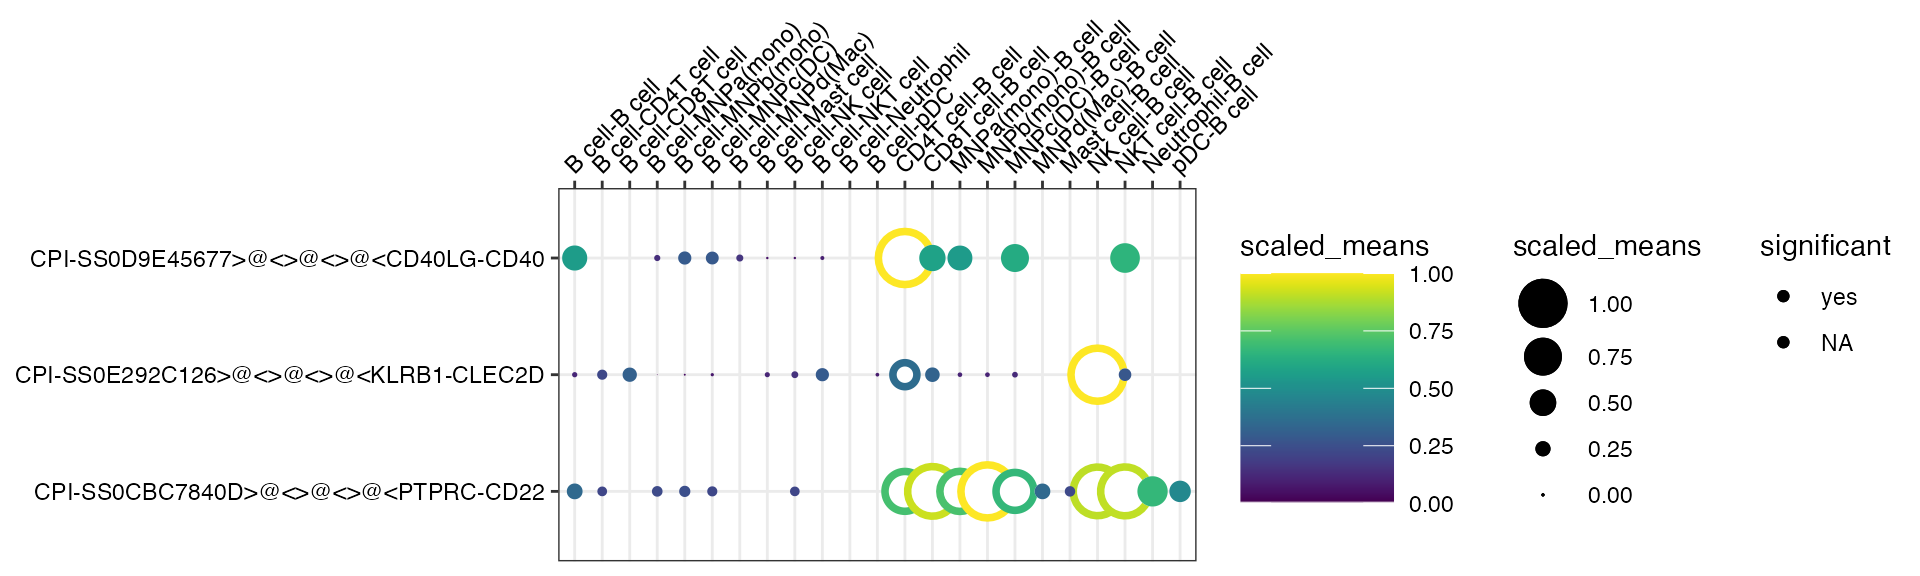 B cell-B cell
B cell-CD4T cell
B cell-CD8T cell
B cell-MNPa(mono)
B cell-MNPb(mono)
B cell-MNPc(DC)
B cell-MNPd(Mac)
B cell-Mast cell
B cell-NK cell
B cell-NKT cell
B cell-Neutrophil
B cell-pDC
CD4T cell-B cell
CD8T cell-B cell
MNPa(mono)-B cell
MNPb(mono)-B cell
MNPc(DC)-B cell
MNPd(Mac)-B cell
Mast cell-B cell
NK cell-B cell
NKT cell-B cell
Neutrophil-B cell
pDC-B cell
CPI-SS0D9E45677>@<>@<>@<CD40LG-CD40
CPI-SS0E292C126>@<>@<>@<KLRB1-CLEC2D
CPI-SS0CBC7840D>@<>@<>@<PTPRC-CD22
scaled_means
1.00
0.75
0.50
0.25
0.00
scaled_means
1.00
0.75
0.50
0.25
0.00
significant
yes
NA